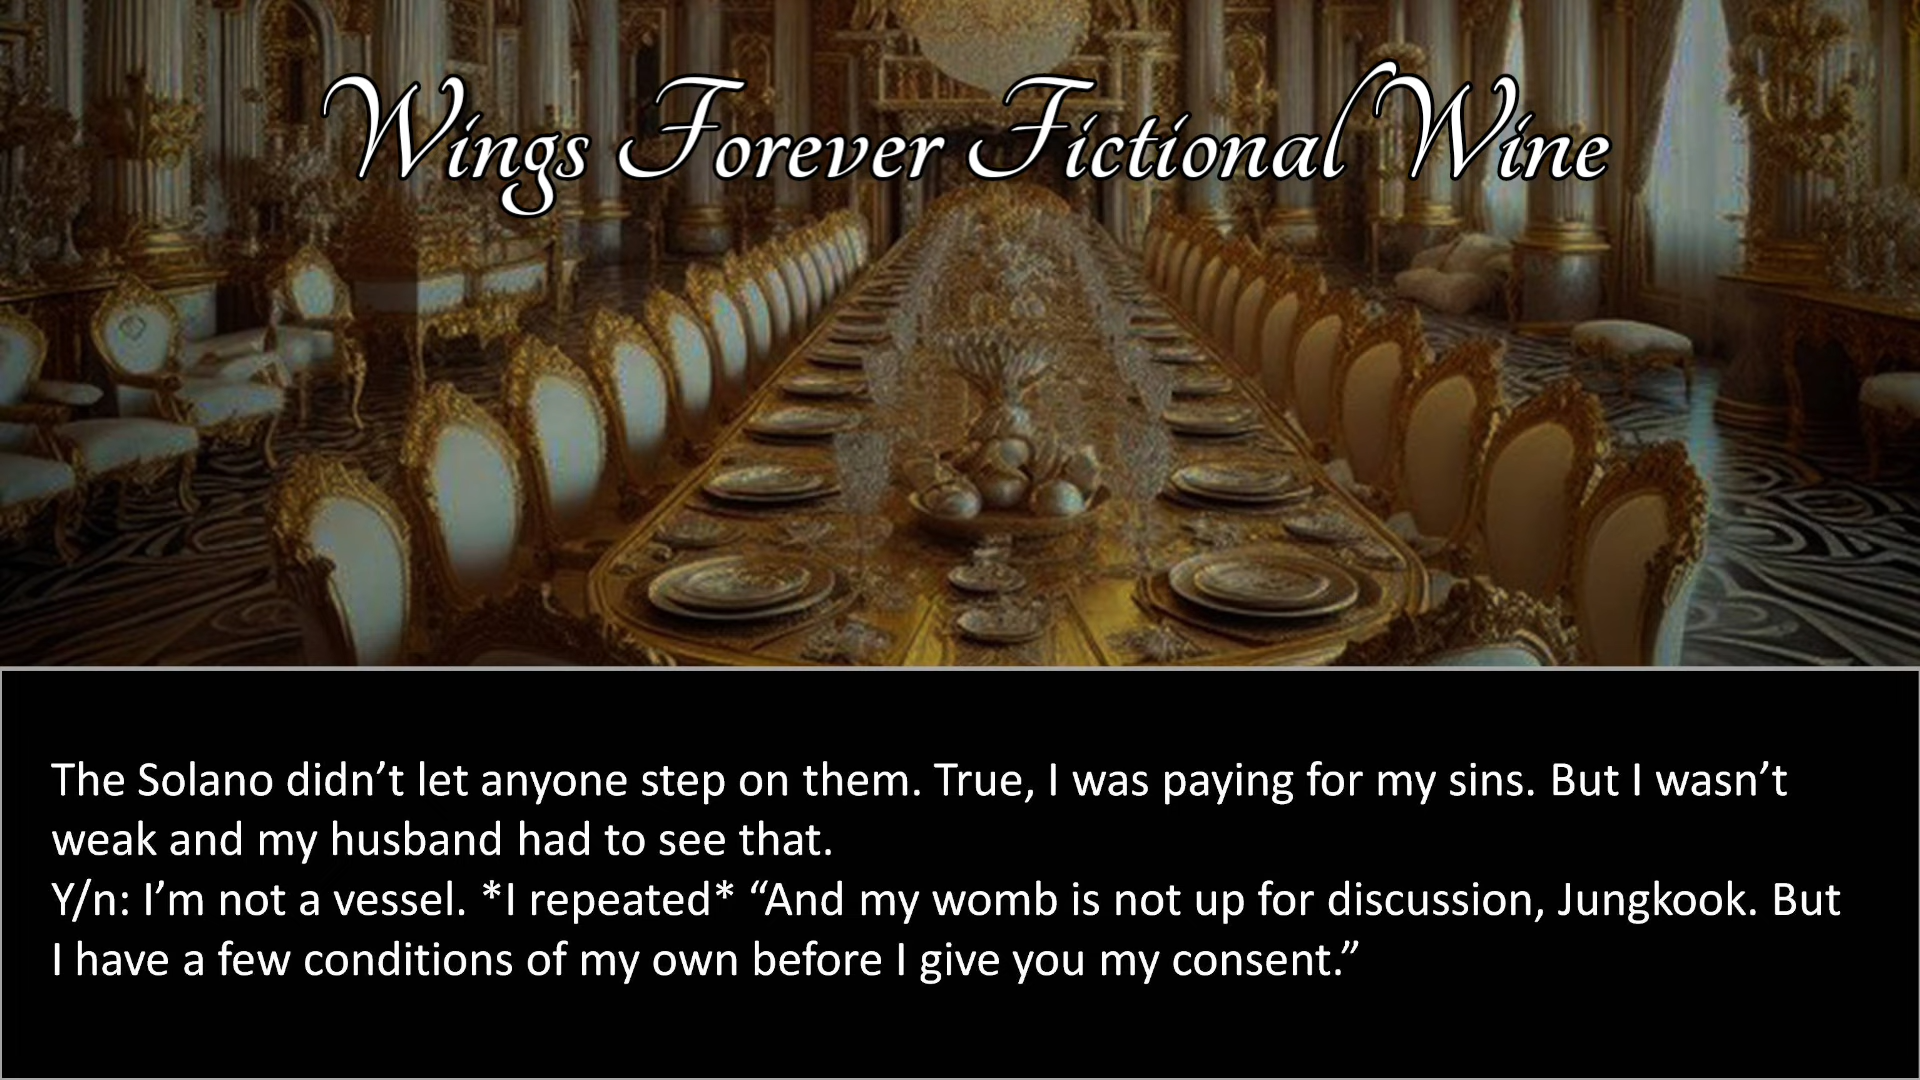 Wings Forever Fictional Wine
The Solano didn’t let anyone step on them. True, I was paying for my sins. But I wasn’t
weak and my husband had to see that.
Y/n: I’m not a vessel. *I repeated* “And my womb is not up for discussion, Jungkook. But
I have a few conditions of my own before I give you my consent.”